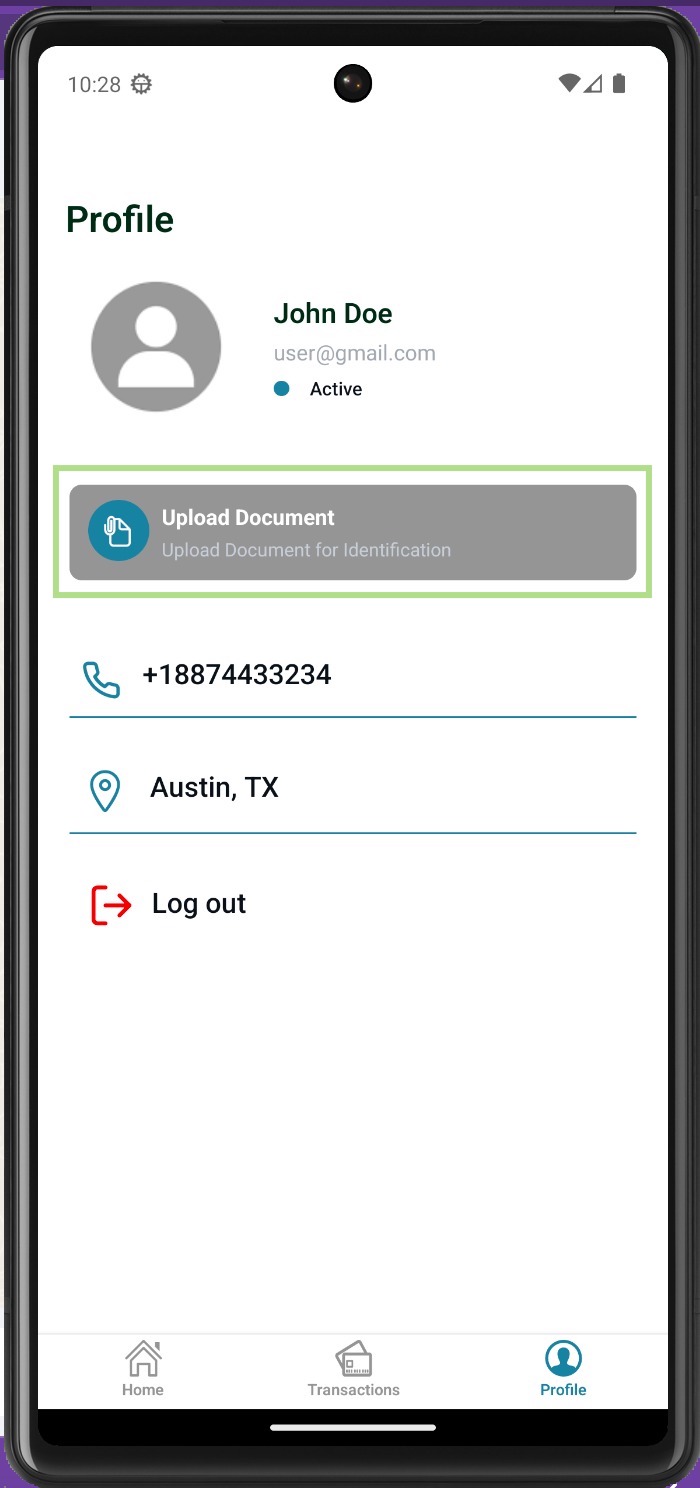 10:28
Profile
John Doe
user@gmail.com
Active
Upload Document
Upload Document for Identification
+18874433234
Austin, TX
Log out
Home
Transactions
Profile